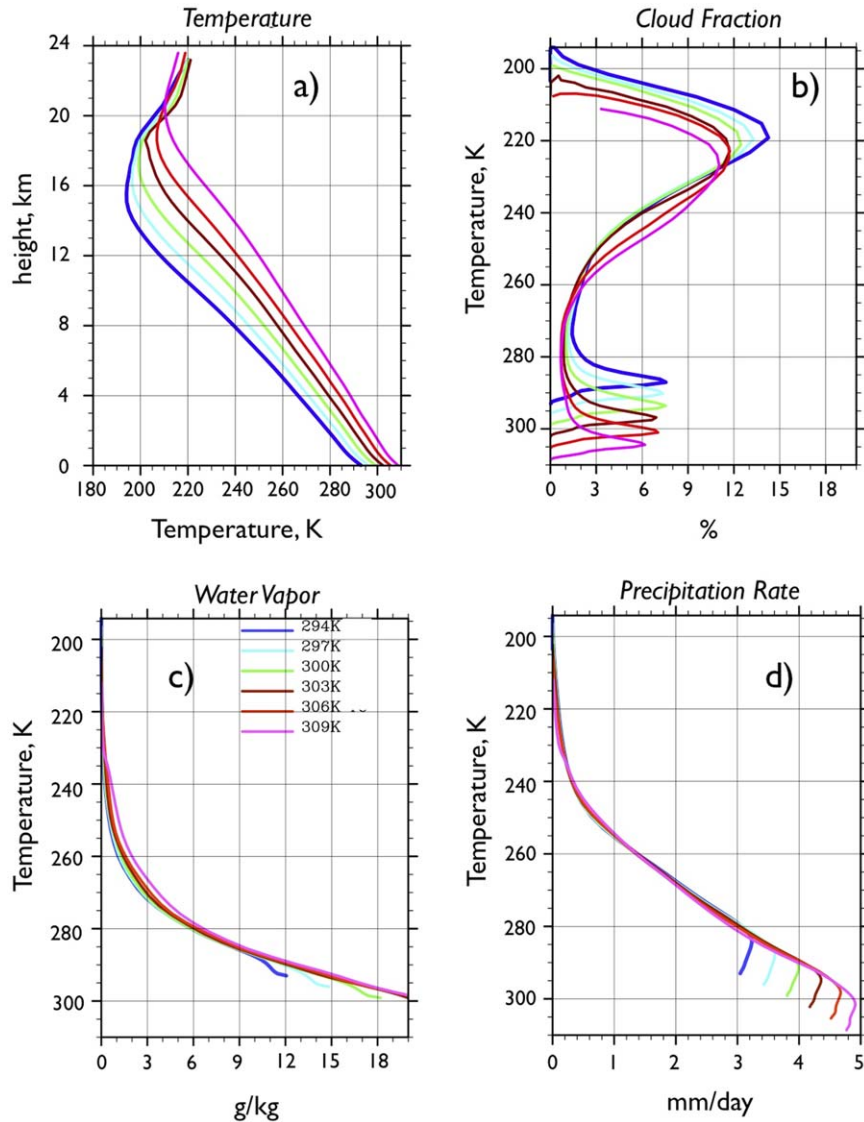 Temperature
24
20
16
12
8
4
0
height, km
a)
180 200 220 240 260 280 300
Temperature, K
Cloud Fraction
200
220
240
260
280
300
Temperature, K
b)
0 3 6 9 12 15 18
%
Water Vapor
200
220
240
260
280
300
Temperature, K
c)
294K
297K
300K
303K
306K
309K
0 3 6 9 12 15 18
g/kg
Precipitation Rate
200
220
240
260
280
300
Temperature, K
d)
0 1 2 3 4 5
mm/day